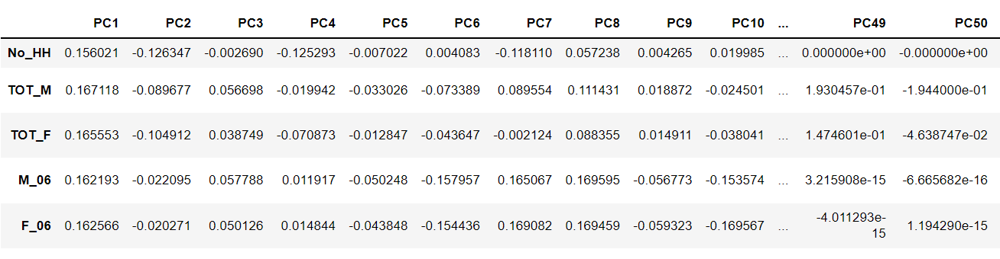 PC1 PC2 PC3 PC4 PC5 PC6 PC7 PC8 PC9 PC10 ... PC49 PC50
No_HH 0.156021 -0.126347 -0.002690 -0.125293 -0.007022 0.004083 -0.118110 0.057238 0.004265 0.019985 ... 0.000000e+00 -0.000000e+00
TOT_M 0.167118 -0.089677 0.056698 -0.019942 -0.033026 -0.073389 0.089554 0.111431 0.018872 -0.024501 ... 1.930457e-01 -1.944000e-01
TOT_F 0.165553 -0.104912 0.038749 -0.070873 -0.012847 -0.043647 -0.002124 0.088355 0.014911 -0.038041 ... 1.474601e-01 -4.638747e-02
M_06 0.162193 -0.022095 0.057788 0.011917 -0.050248 -0.157957 0.165067 0.169595 -0.056773 -0.153574 ... 3.215908e-15 -6.665682e-16
F_06 0.162566 -0.020271 0.050126 0.014844 -0.043848 -0.154436 0.169082 0.169459 -0.059323 -0.169567 ... -4.011293e-
15 1.194290e-15